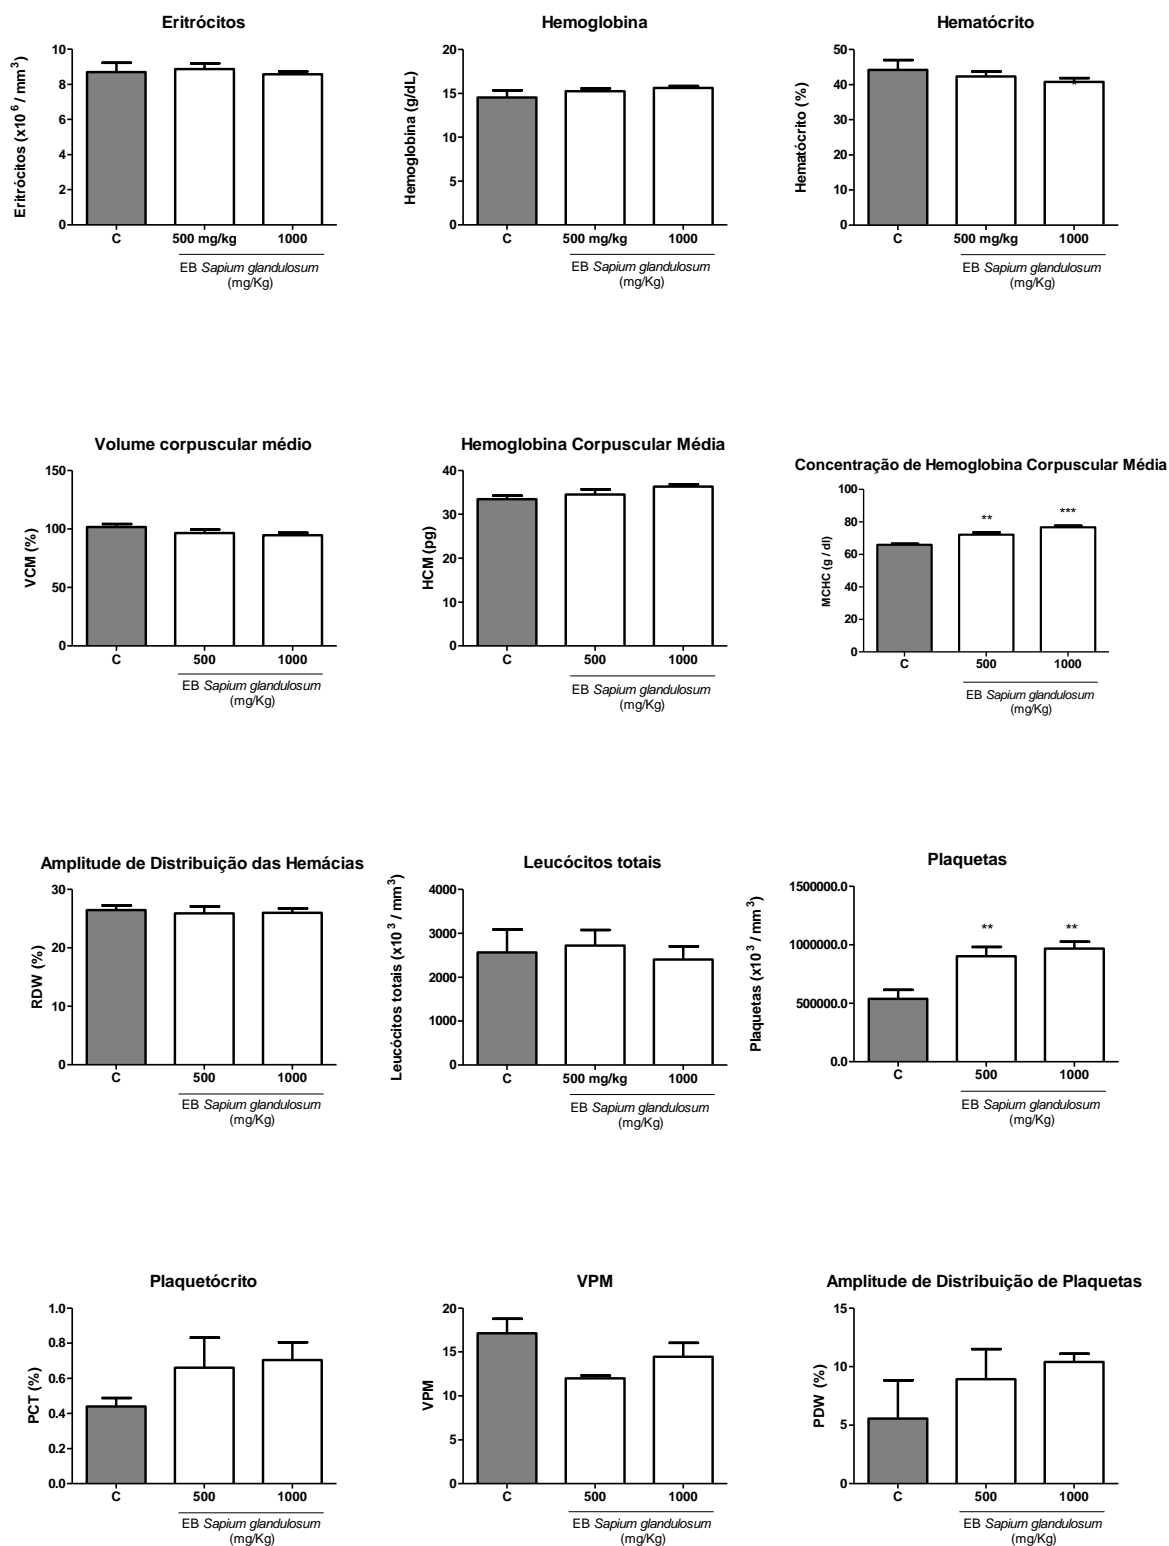 Eritrócitos
Eritrócitos (x10 6 / mm3)
10
8
6
4
2
0
C 500 mg/kg 1000
EB Sapium glandulosum
(mg/Kg)
Hemoglobina
Hemoglobina (g/dL)
20
15
10
5
0
C 500 mg/kg 1000
EB Sapium glandulosum
(mg/Kg)
Hematócrito
Hematócrito (%)
50
40
30
20
10
0
*
C 500 mg/kg 1000
EB Sapium glandulosum
(mg/Kg)
Volume corpuscular médio
VCM (%)
150
100
50
0
C 500 1000
EB Sapium glandulosum
(mg/Kg)
Hemoglobina Corpuscular Média
HCM (pg)
40
30
20
10
0
C 500 1000
EB Sapium glandulosum
(mg/Kg)
Concentração de Hemoglobina Corpuscular Média
MCHC (g / dl)
100
80
60
40
20
0
** ***
C 500 1000
EB Sapium glandulosum
(mg/Kg)
Amplitude de Distribuição das Hemácias
RDW (%)
30
20
10
0
C 500 1000
EB Sapium glandulosum
(mg/Kg)
Leucócitos totais
Leucócitos totais (x10 3 / mm3)
4000
3000
2000
1000
0
C 500 mg/kg 1000
EB Sapium glandulosum
(mg/Kg)
Plaquetas
Plaquetas (x10 3 / mm3)
1500000.0
1000000.0
500000.0
0.0
** **
C 500 1000
EB Sapium glandulosum
(mg/Kg)
Plaquetócrito
PCT (%)
1.0
0.8
0.6
0.4
0.2
0.0
C 500 1000
EB Sapium glandulosum
(mg/Kg)
VPM
VPM
20
15
10
5
0
C 500 1000
EB Sapium glandulosum
(mg/Kg)
Amplitude de Distribuição de Plaquetas
PDW (%)
15
10
5
0
C 500 1000
EB Sapium glandulosum
(mg/Kg)